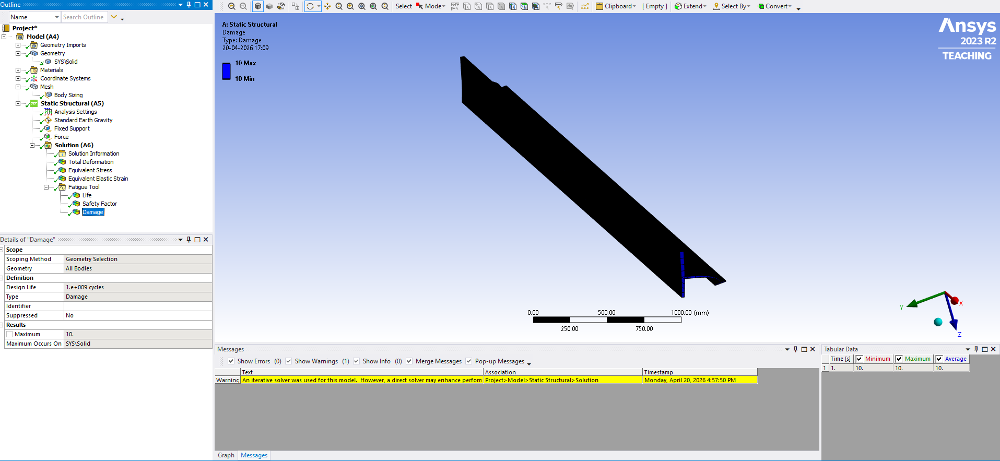 Outline
Name
Search Outline
Project*
Model (A4)
Geometry Imports
Geometry
SYS\Solid
Materials
Coordinate Systems
Mesh
Body Sizing
Static Structural (A5)
Analysis Settings
Standard Earth Gravity
Fixed Support
Force
Solution (A6)
Solution Information
Total Deformation
Equivalent Stress
Equivalent Elastic Strain
Fatigue Tool
Life
Safety Factor
Damage
Details of "Damage"
Scope
Scoping Method Geometry Selection
Geometry All Bodies
Definition
Design Life 1.e+009 cycles
Type Damage
Identifier
Suppressed No
Results
Maximum 10.
Maximum Occurs On SYS\Solid
Select Mode Clipboard [ Empty ] Extend Select By Convert
A: Static Structural
Damage
Type: Damage
20-04-2026 17:09
10 Max
10 Min
Ansys
2023 R2
TEACHING
0.00 500.00 1000.00 (mm)
250.00 750.00
Y
X
Z
Messages
Show Errors (0) Show Warnings (1) Show Info (0) Merge Messages Pop-up Messages
Text Association Timestamp
Warninc An iterative solver was used for this model. However, a direct solver may enhance perforn Project>Model>Static Structural>Solution Monday, April 20, 2026 4:57:50 PM
Graph Messages
Tabular Data
Time [s] Minimum Maximum Average
1 1. 10. 10. 10.